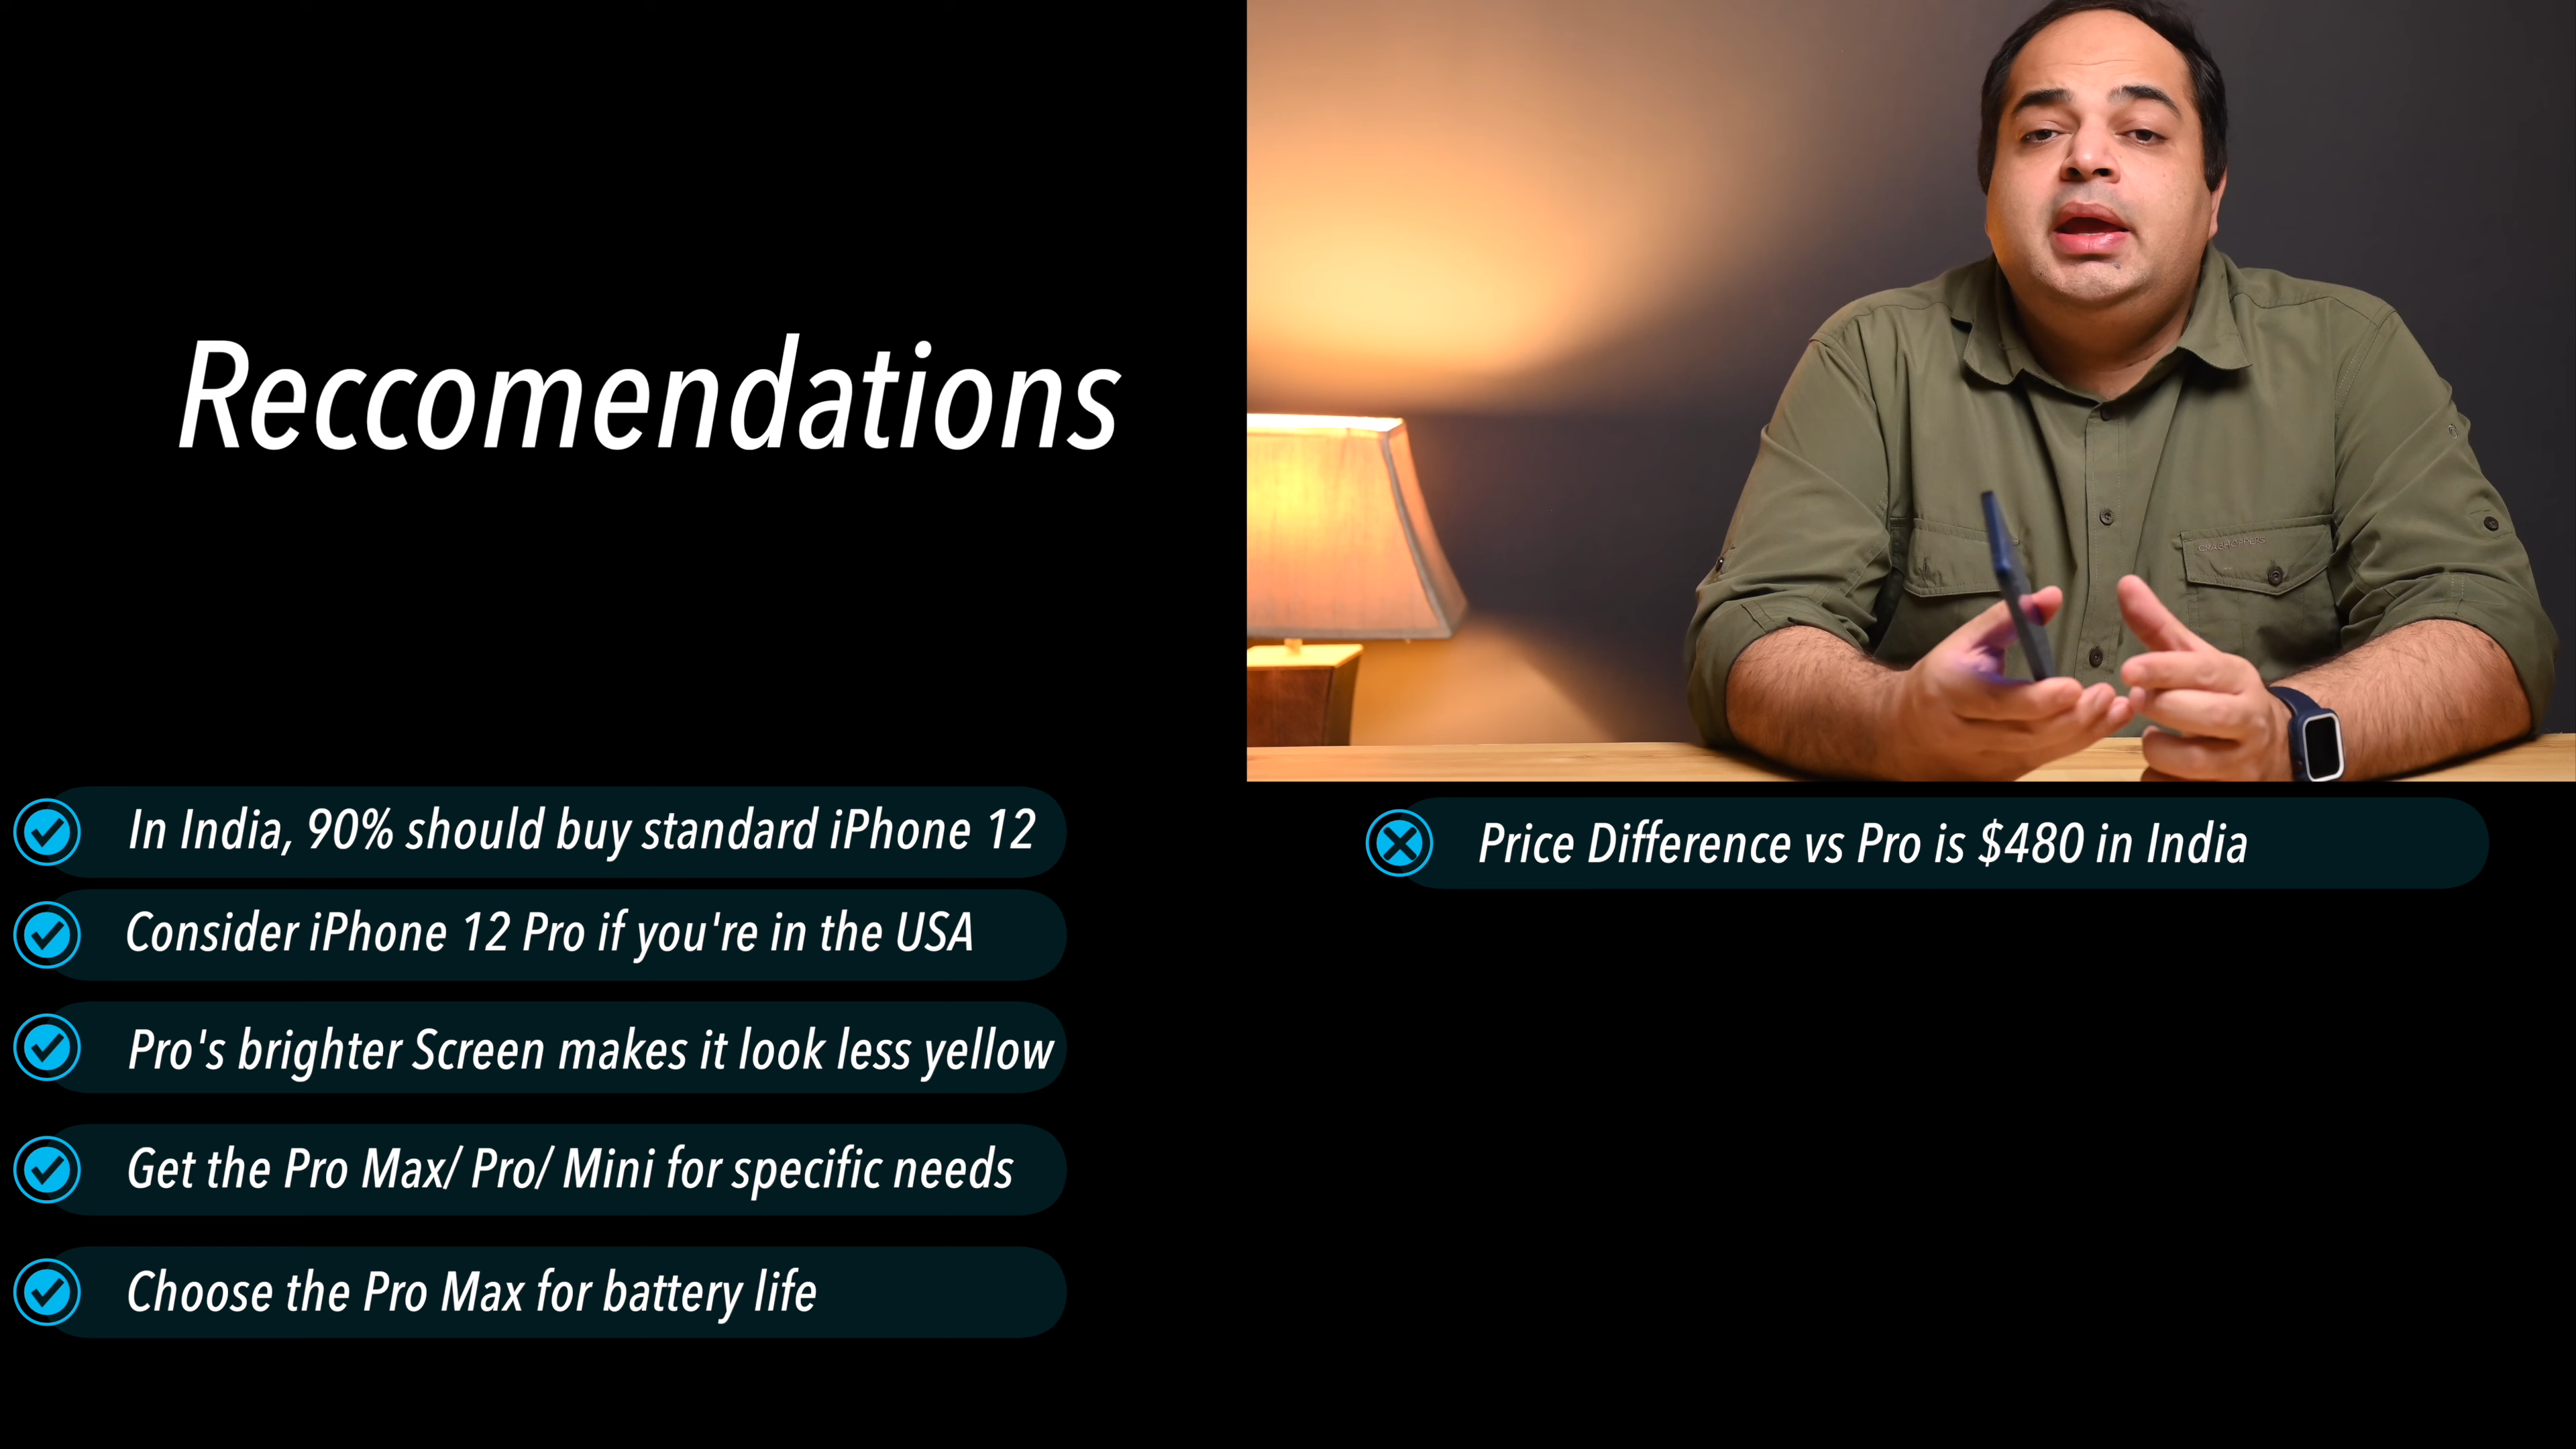 Reccomendations
In India, 90% should buy standard iPhone 12
Consider iPhone 12 Pro if you're in the USA
Pro's brighter Screen makes it look less yellow
Get the Pro Max/ Pro/ Mini for specific needs
Choose the Pro Max for battery life
Price Difference vs Pro is $480 in India